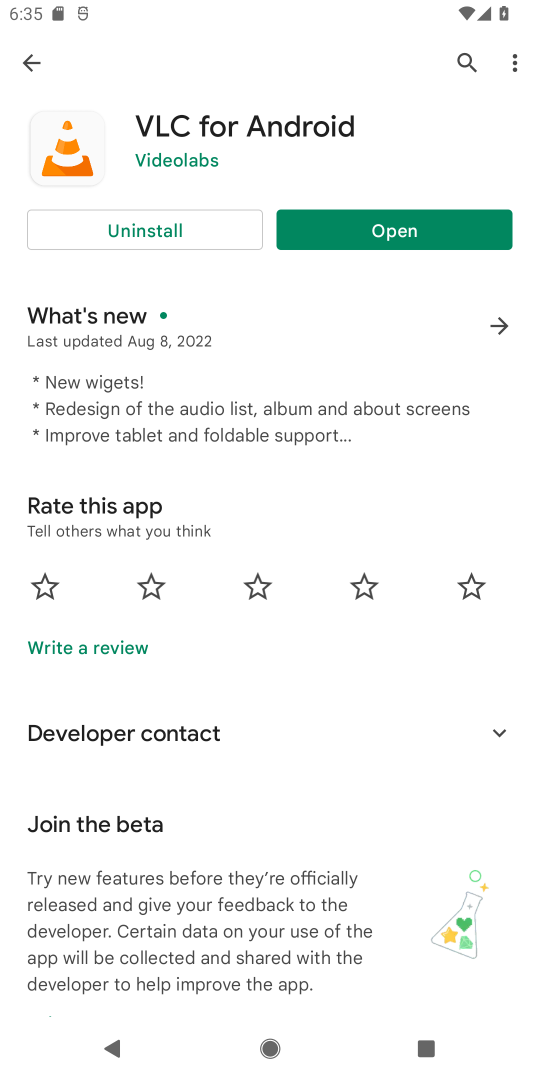 6:35
VLC for Android
Videolabs
Uninstall
Open
What's new
Last updated Aug 8, 2022
* New wigets!
* Redesign of the audio list, album and about screens
* Improve tablet and foldable support...
Rate this app
Tell others what you think
Write a review
Developer contact
Join the beta
Try new features before they’re officially
released and give your feedback to the
developer. Certain data on your use of the
app will be collected and shared with the
developer to help improve the app.